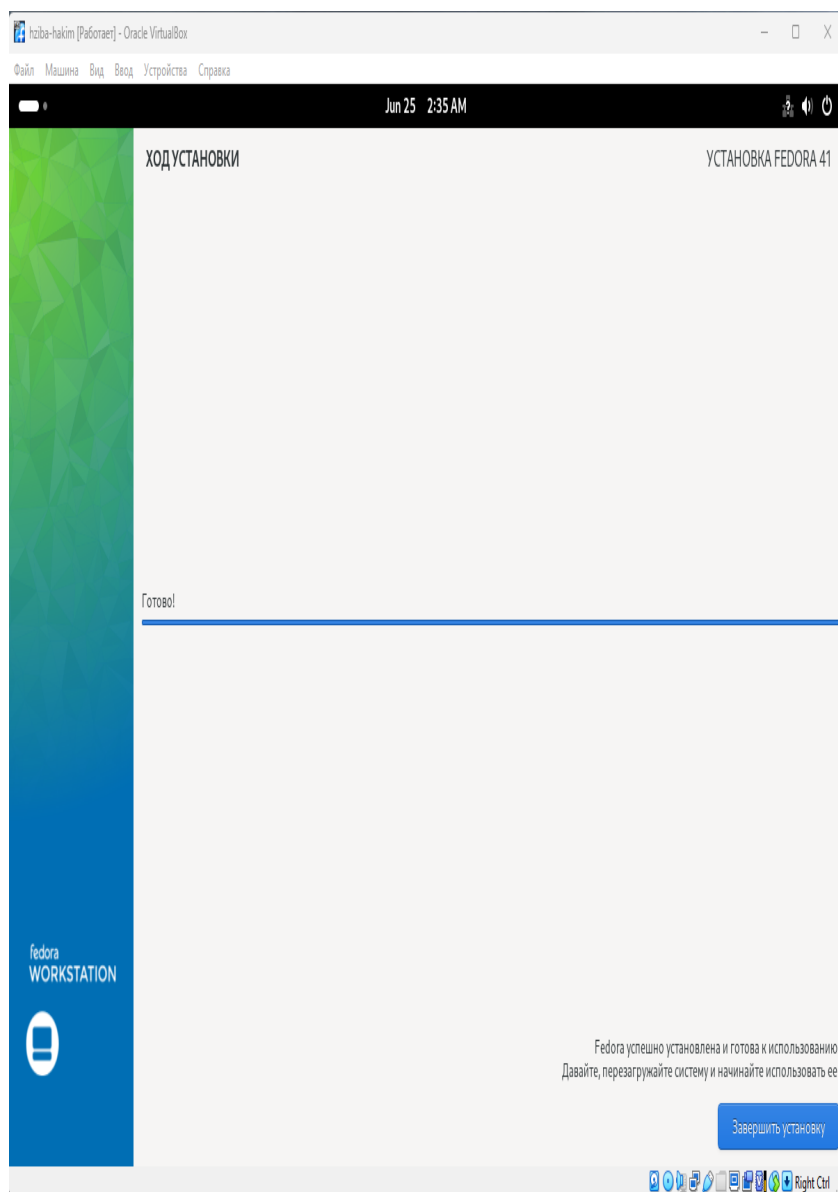 hziba-hakim [Работает] - Oracle VirtualBox
Файл Машина Вид Ввод Устройства Справка
Jun 25 2:35 AM
ХОД УСТАНОВКИ
УСТАНОВКА FEDORA 41
Готово!
fedora
WORKSTATION
Fedora успешно установлена и готова к использованию
Давайте, перезагружайте систему и начинайте использовать ее
Завершить установку
Right Ctrl